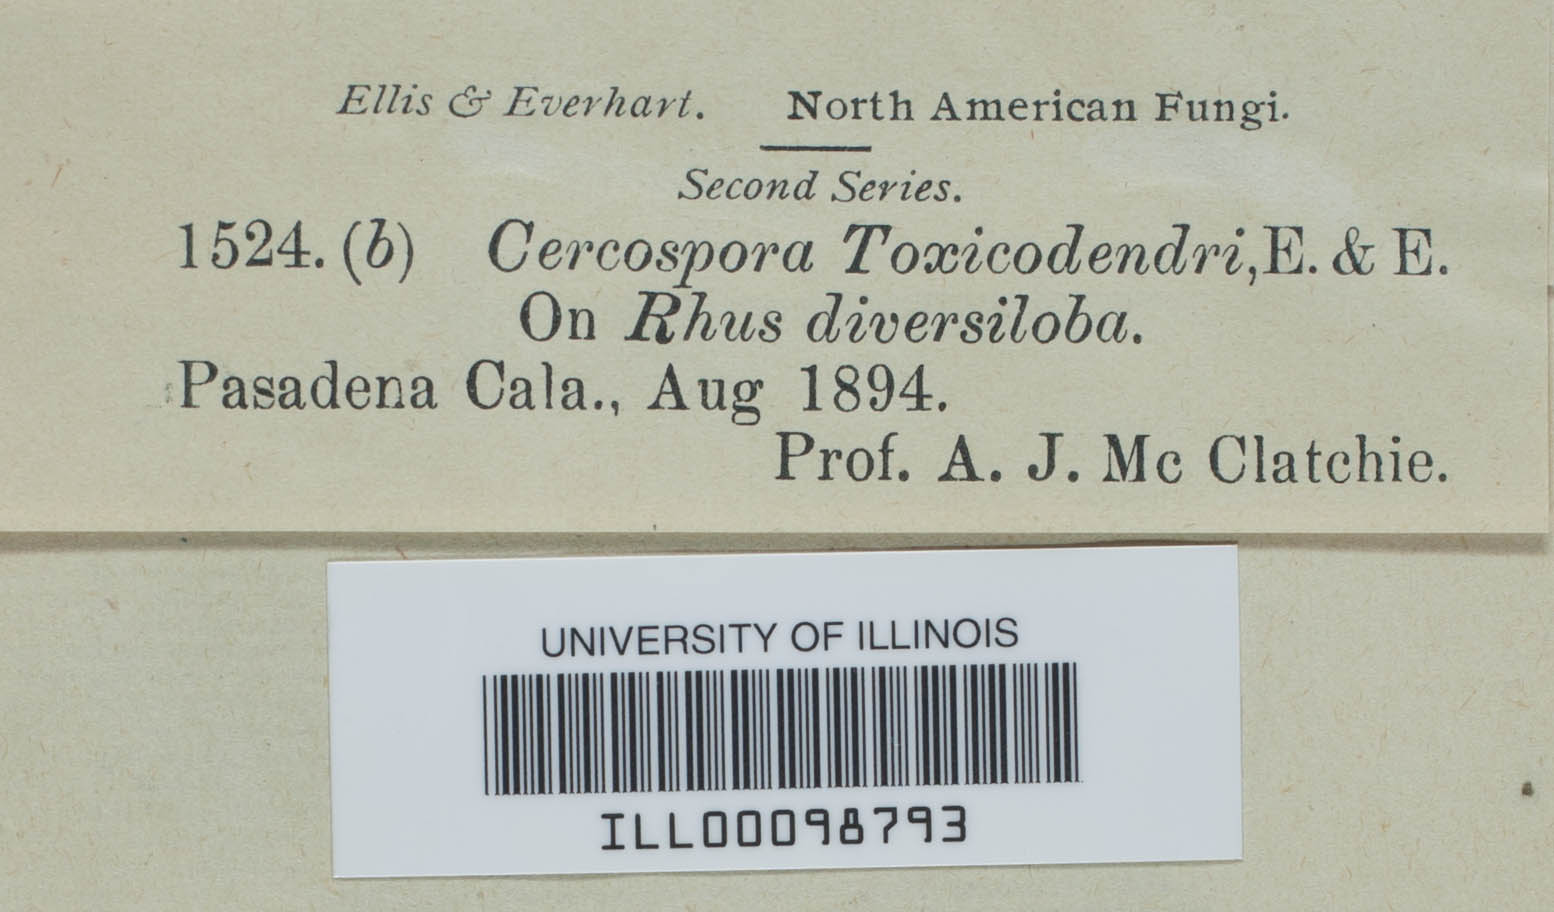 Ellis & Everhart. North American Fungi.
Second Series.
1524. (b) Cercospora Toxicodendri, E. & E.
On Rhus diversiloba.
Pasadena Cala., Aug 1894.
Prof. A. J. Mc Clatchie.
UNIVERSITY OF ILLINOIS
ILL00098793